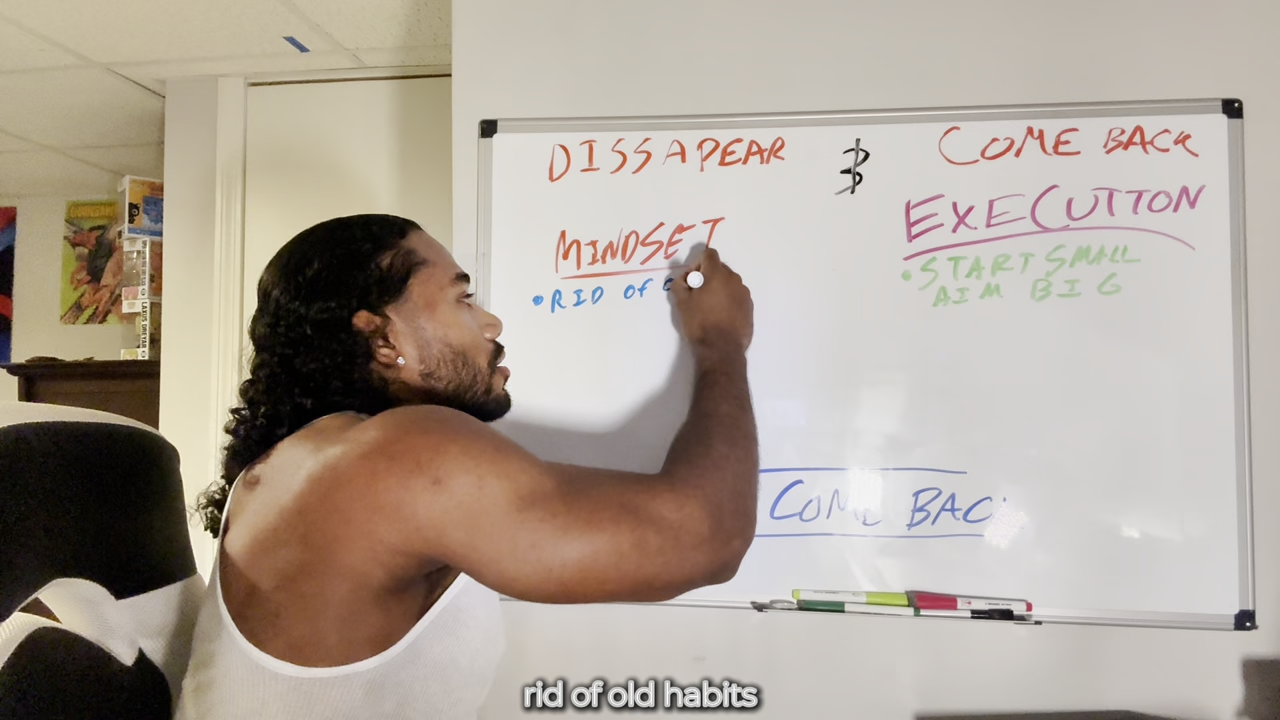 DISSAPEAR & COME BACK
MINDSET
• RID OF
EXECUTION
• START SMALL
AIM BIG
COME BAC
rid of old habits